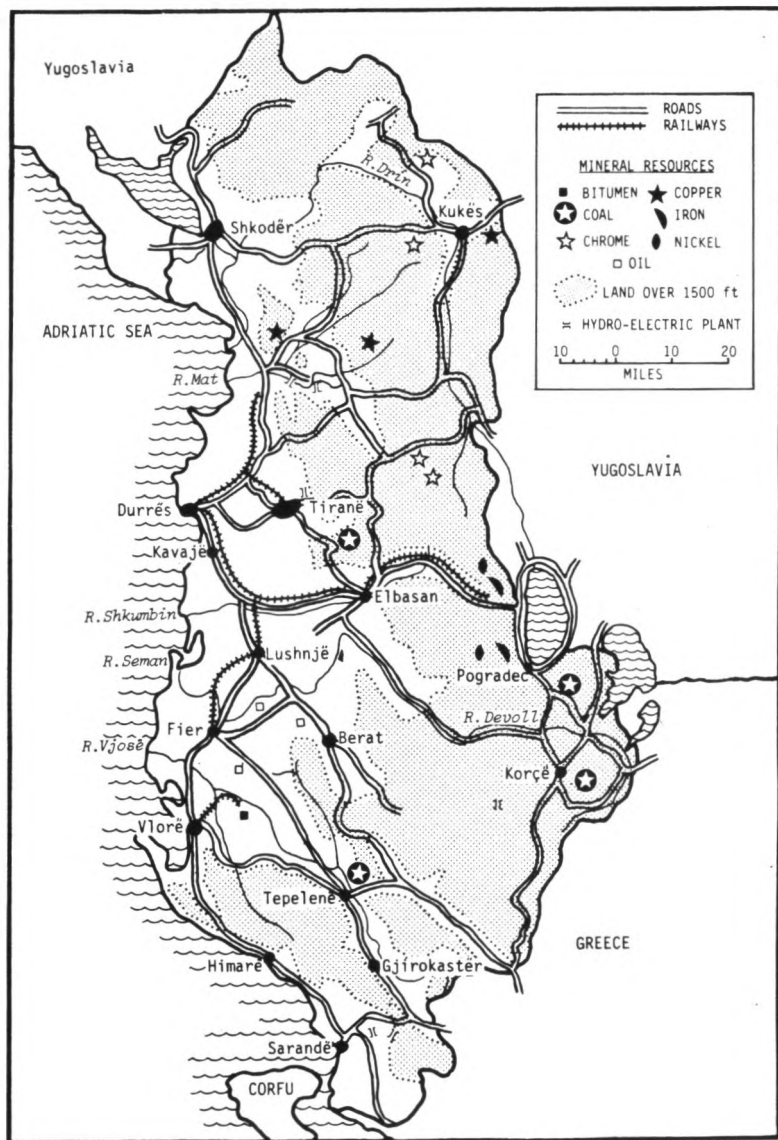 Yugoslavia
ROADS
RAILWAYS
MINERAL RESOURCES
BITUMEN
COPPER
COAL
IRON
CHROME
NICKEL
OIL
LAND OVER 1500 ft
HYDRO-ELECTRIC PLANT
10 0 10 20
MILES
R.Drin
Kukës
Shkodër
ADRIATIC SEA
R.Mat
YUGOSLAVIA
Durrës
Tiranë
Kavajë
Elbasan
R.Shkumbin
R.Seman
Lushnjë
Pogradec
R.Devoll
Fier
Berat
R.Vjosë
Korçë
Vlorë
Tepelenë
GREECE
Himarë
Gjirokastër
Sarandë
CORFU